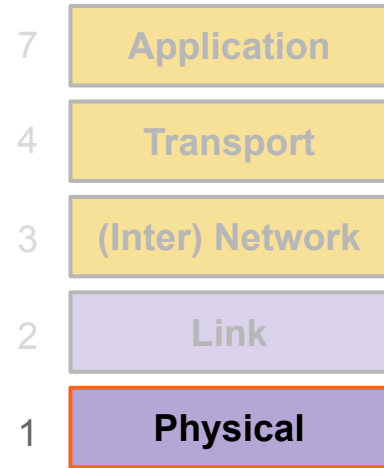 7 Application
4 Transport
3 (Inter) Network
2 Link
1 Physical